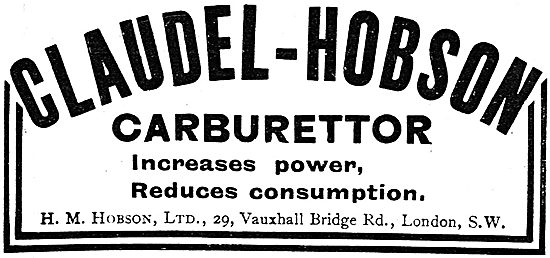 CLAUDEL-HOBSON
CARBURETTOR
Increases power,
Reduces consumption.
H. M. HOBSON, LTD., 29, Vauxhall Bridge Rd., London, S.W.